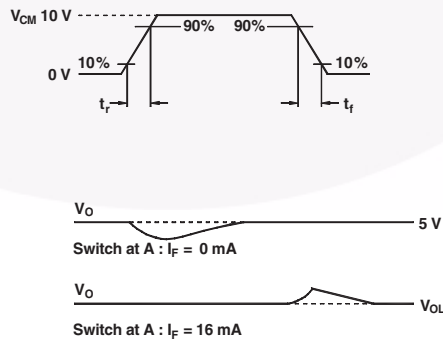 V_CM 10 V
90% 90%
10% 10%
0 V
t_r t_f
V_O
5 V
Switch at A : I_F = 0 mA
V_O
V_OL
Switch at A : I_F = 16 mA